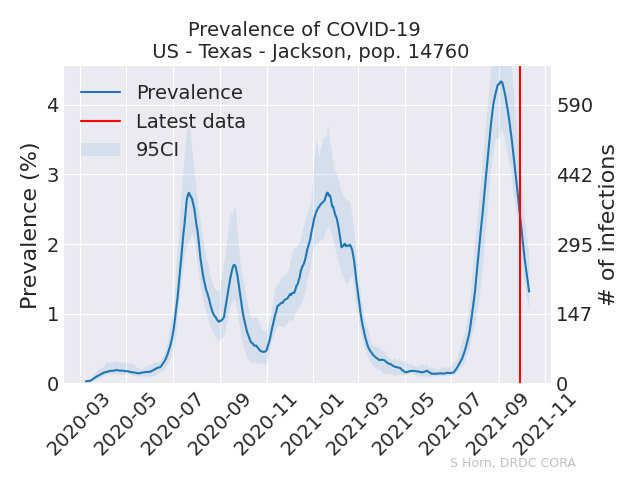 Prevalence of COVID-19
US - Texas - Jackson, pop. 14760
Prevalence
Latest data
95CI
Prevalence (%)
4
3
2
1
0
590
442
295
147
0
# of infections
2020-03
2020-05
2020-07
2020-09
2020-11
2021-01
2021-03
2021-05
2021-07
2021-09
2021-11
S Horn, DRDC CORA